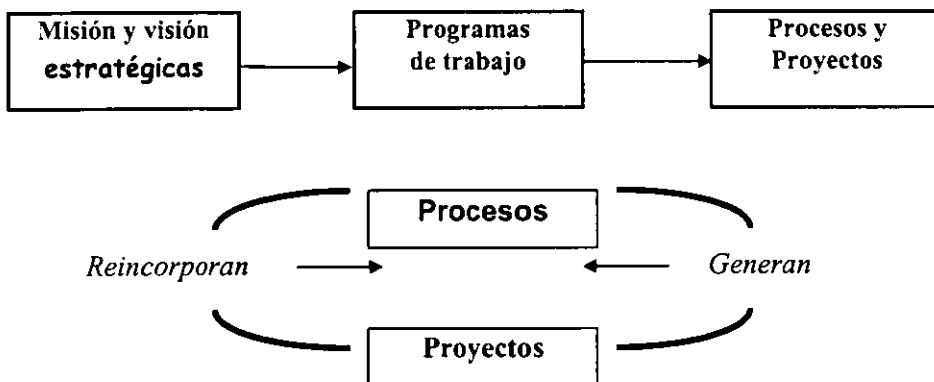 Misión y visión
estratégicas
Programas
de trabajo
Procesos y
Proyectos
Procesos
Reincorporan
Generan
Proyectos